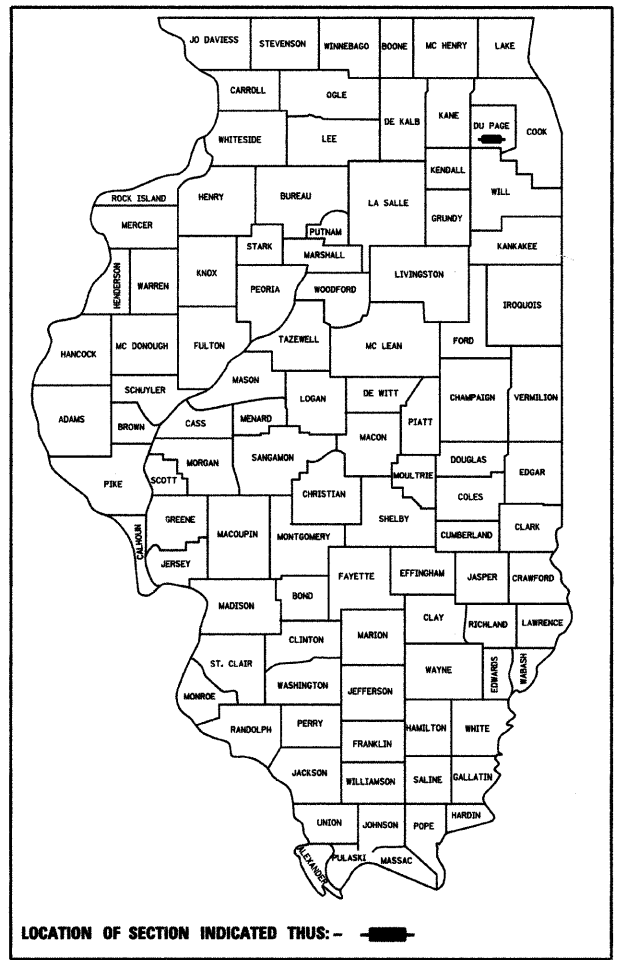 JO DAVIESS
STEVENSON
WINNEBAGO
BOONE
MC HENRY
LAKE
CARROLL
OGLE
DE KALB
KANE
DU PAGE
COOK
WHITESIDE
LEE
KENDALL
WILL
ROCK ISLAND
HENRY
BUREAU
LA SALLE
GRUNDY
MERCER
PUTNAM
STARK
MARSHALL
KANKAKEE
HENDERSON
WARREN
KNOX
PEORIA
WOODFORD
LIVINGSTON
IROQUOIS
HANCOCK
MC DONOUGH
FULTON
TAZEWELL
MC LEAN
FORD
SCHUYLER
MASON
LOGAN
DE WITT
CHAMPAIGN
VERMILION
ADAMS
BROWN
CASS
MENARD
MACON
PIATT
PIKE
SCOTT
MORGAN
SANGAMON
CHRISTIAN
MOULTRIE
DOUGLAS
EDGAR
COLES
CALHOUN
GREENE
MACOUPIN
MONTGOMERY
SHELBY
CUMBERLAND
CLARK
JERSEY
FAYETTE
EFFINGHAM
JASPER
CRAWFORD
MADISON
BOND
CLAY
RICHLAND
LAWRENCE
CLINTON
MARION
ST. CLAIR
WAYNE
EDWARDS
WABASH
MONROE
WASHINGTON
JEFFERSON
RANDOLPH
PERRY
HAMILTON
WHITE
FRANKLIN
JACKSON
WILLIAMSON
SALINE
GALLATIN
UNION
JOHNSON
POPE
HARDIN
ALEXANDER
PULASKI
MASSAC
LOCATION OF SECTION INDICATED THUS: -